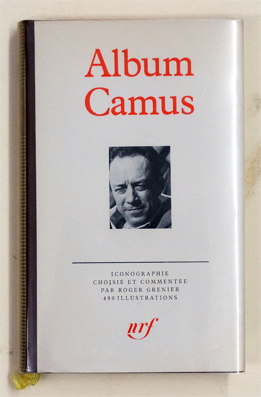 Album
Camus
ICONOGRAPHIE
CHOISIE ET COMMENTÉE
PAR ROGER GRENIER
490 ILLUSTRATIONS
nrf